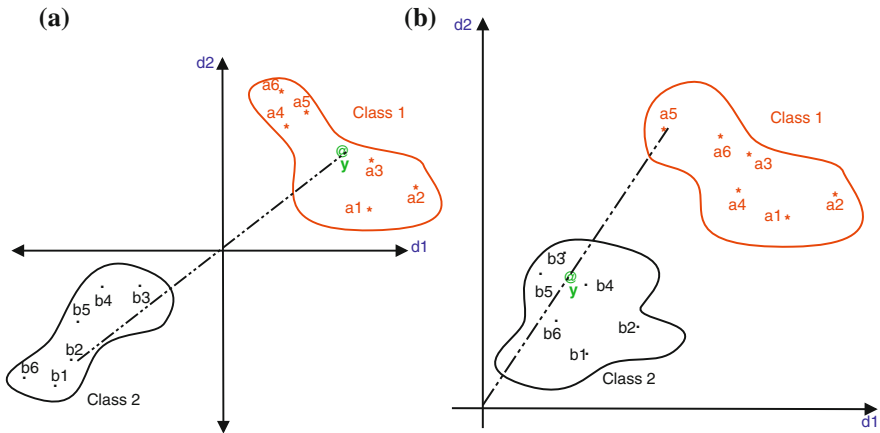 (a)
d2
a6
a5
a4
Class 1
@
y
a3
a2
a1
d1
b3
b4
b5
b2
b6
b1
Class 2
(b)
d2
a5
Class 1
a6
a3
a4
a2
a1
b3
@
y
b5
b4
b6
b2
b1
Class 2
d1